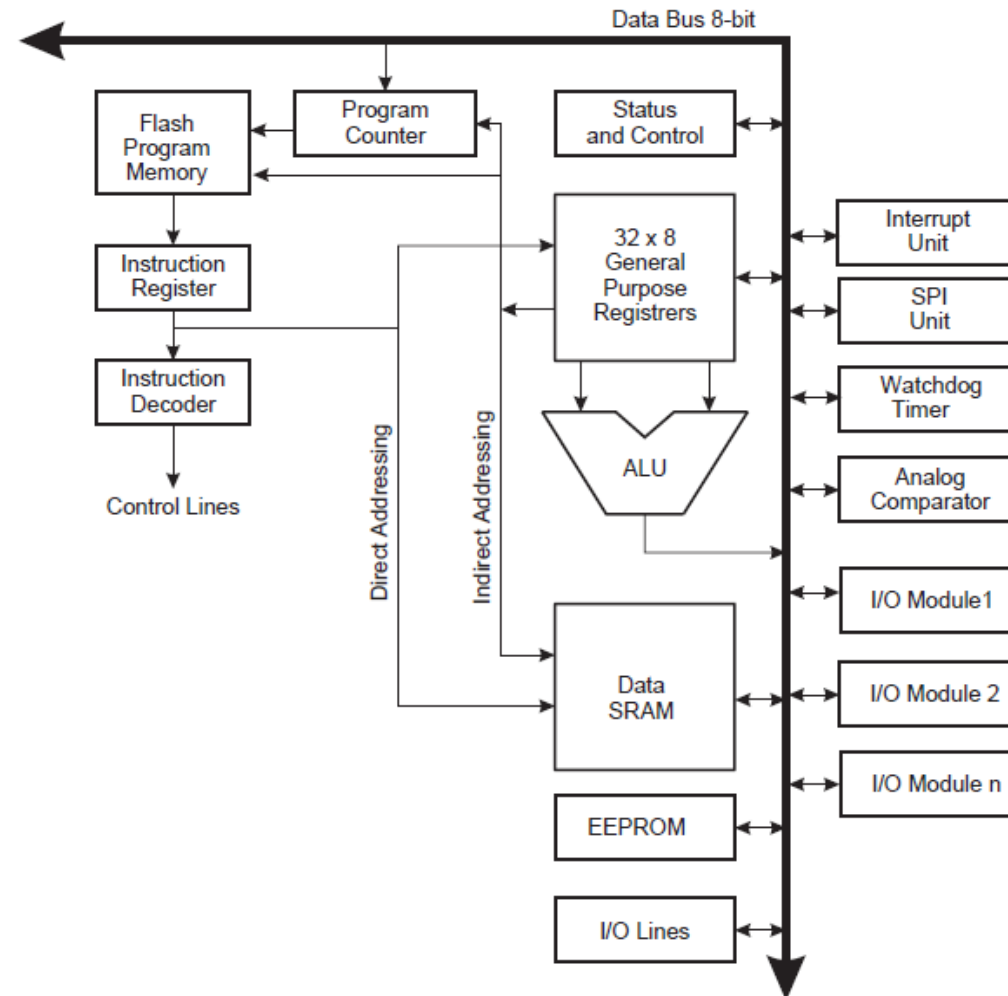 Data Bus 8-bit
Flash
Program
Memory
Program
Counter
Status
and Control
Instruction
Register
32 x 8
General
Purpose
Registrers
Interrupt
Unit
SPI
Unit
Instruction
Decoder
Watchdog
Timer
Control Lines
Direct Addressing
Indirect Addressing
ALU
Analog
Comparator
I/O Module1
Data
SRAM
I/O Module 2
I/O Module n
EEPROM
I/O Lines